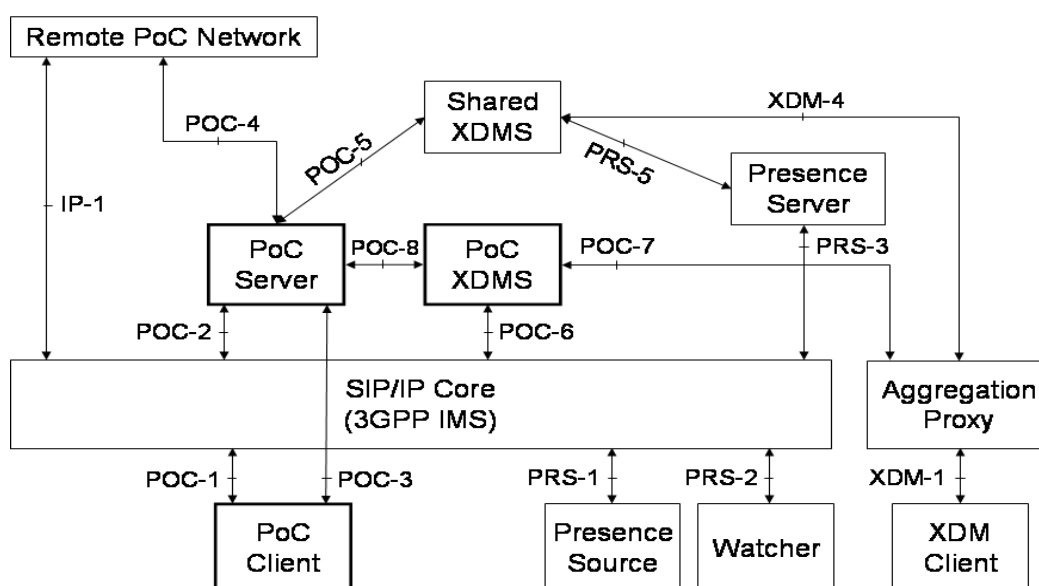 Remote PoC Network
POC-4
IP-1
Shared
XDMS
XDM-4
POC-5
PRS-5
Presence
Server
PoC
Server
POC-8
PoC
XDMS
POC-7
PRS-3
POC-2
POC-6
SIP/IP Core
(3GPP IMS)
Aggregation
Proxy
POC-1
POC-3
PRS-1
PRS-2
XDM-1
PoC
Client
Presence
Source
Watcher
XDM
Client